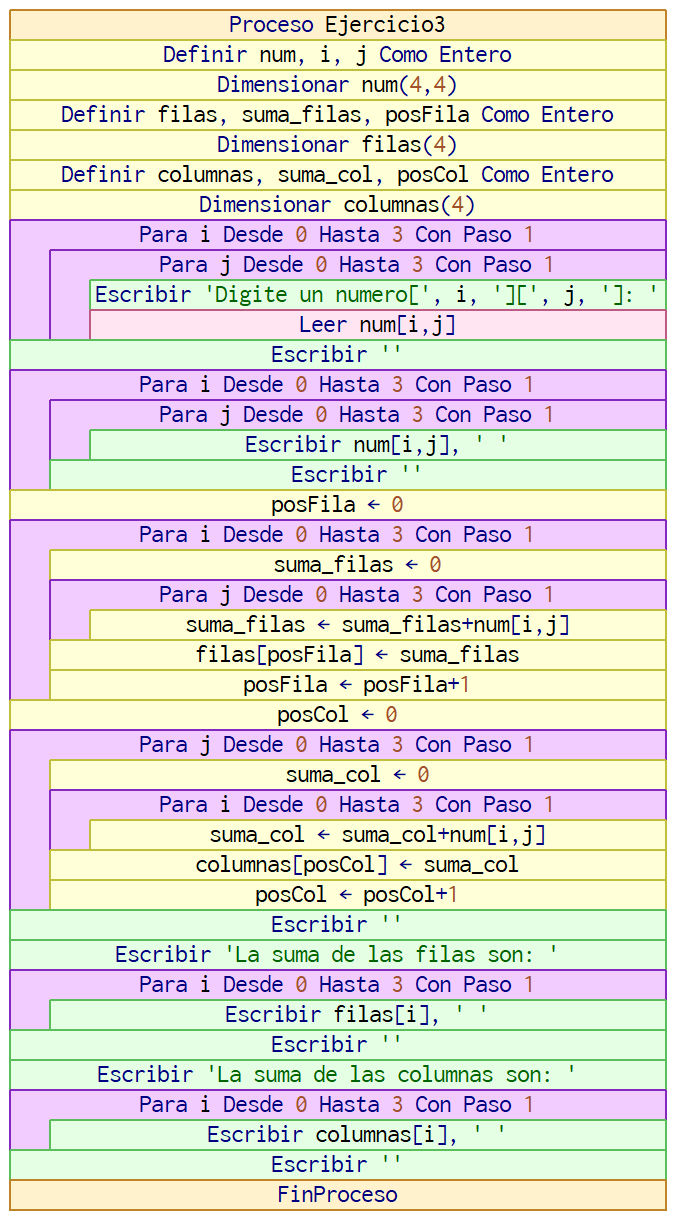 Proceso Ejercicio3
Definir num, i, j Como Entero
Dimensionar num(4,4)
Definir filas, suma_filas, posFila Como Entero
Dimensionar filas(4)
Definir columnas, suma_col, posCol Como Entero
Dimensionar columnas(4)
Para i Desde 0 Hasta 3 Con Paso 1
Para j Desde 0 Hasta 3 Con Paso 1
Escribir 'Digite un numero[', i, '][', j, ']: '
Leer num[i,j]
Escribir ''
Para i Desde 0 Hasta 3 Con Paso 1
Para j Desde 0 Hasta 3 Con Paso 1
Escribir num[i,j], ' '
Escribir ''
posFila ← 0
Para i Desde 0 Hasta 3 Con Paso 1
suma_filas ← 0
Para j Desde 0 Hasta 3 Con Paso 1
suma_filas ← suma_filas+num[i,j]
filas[posFila] ← suma_filas
posFila ← posFila+1
posCol ← 0
Para j Desde 0 Hasta 3 Con Paso 1
suma_col ← 0
Para i Desde 0 Hasta 3 Con Paso 1
suma_col ← suma_col+num[i,j]
columnas[posCol] ← suma_col
posCol ← posCol+1
Escribir ''
Escribir 'La suma de las filas son: '
Para i Desde 0 Hasta 3 Con Paso 1
Escribir filas[i], ' '
Escribir ''
Escribir 'La suma de las columnas son: '
Para i Desde 0 Hasta 3 Con Paso 1
Escribir columnas[i], ' '
Escribir ''
FinProceso